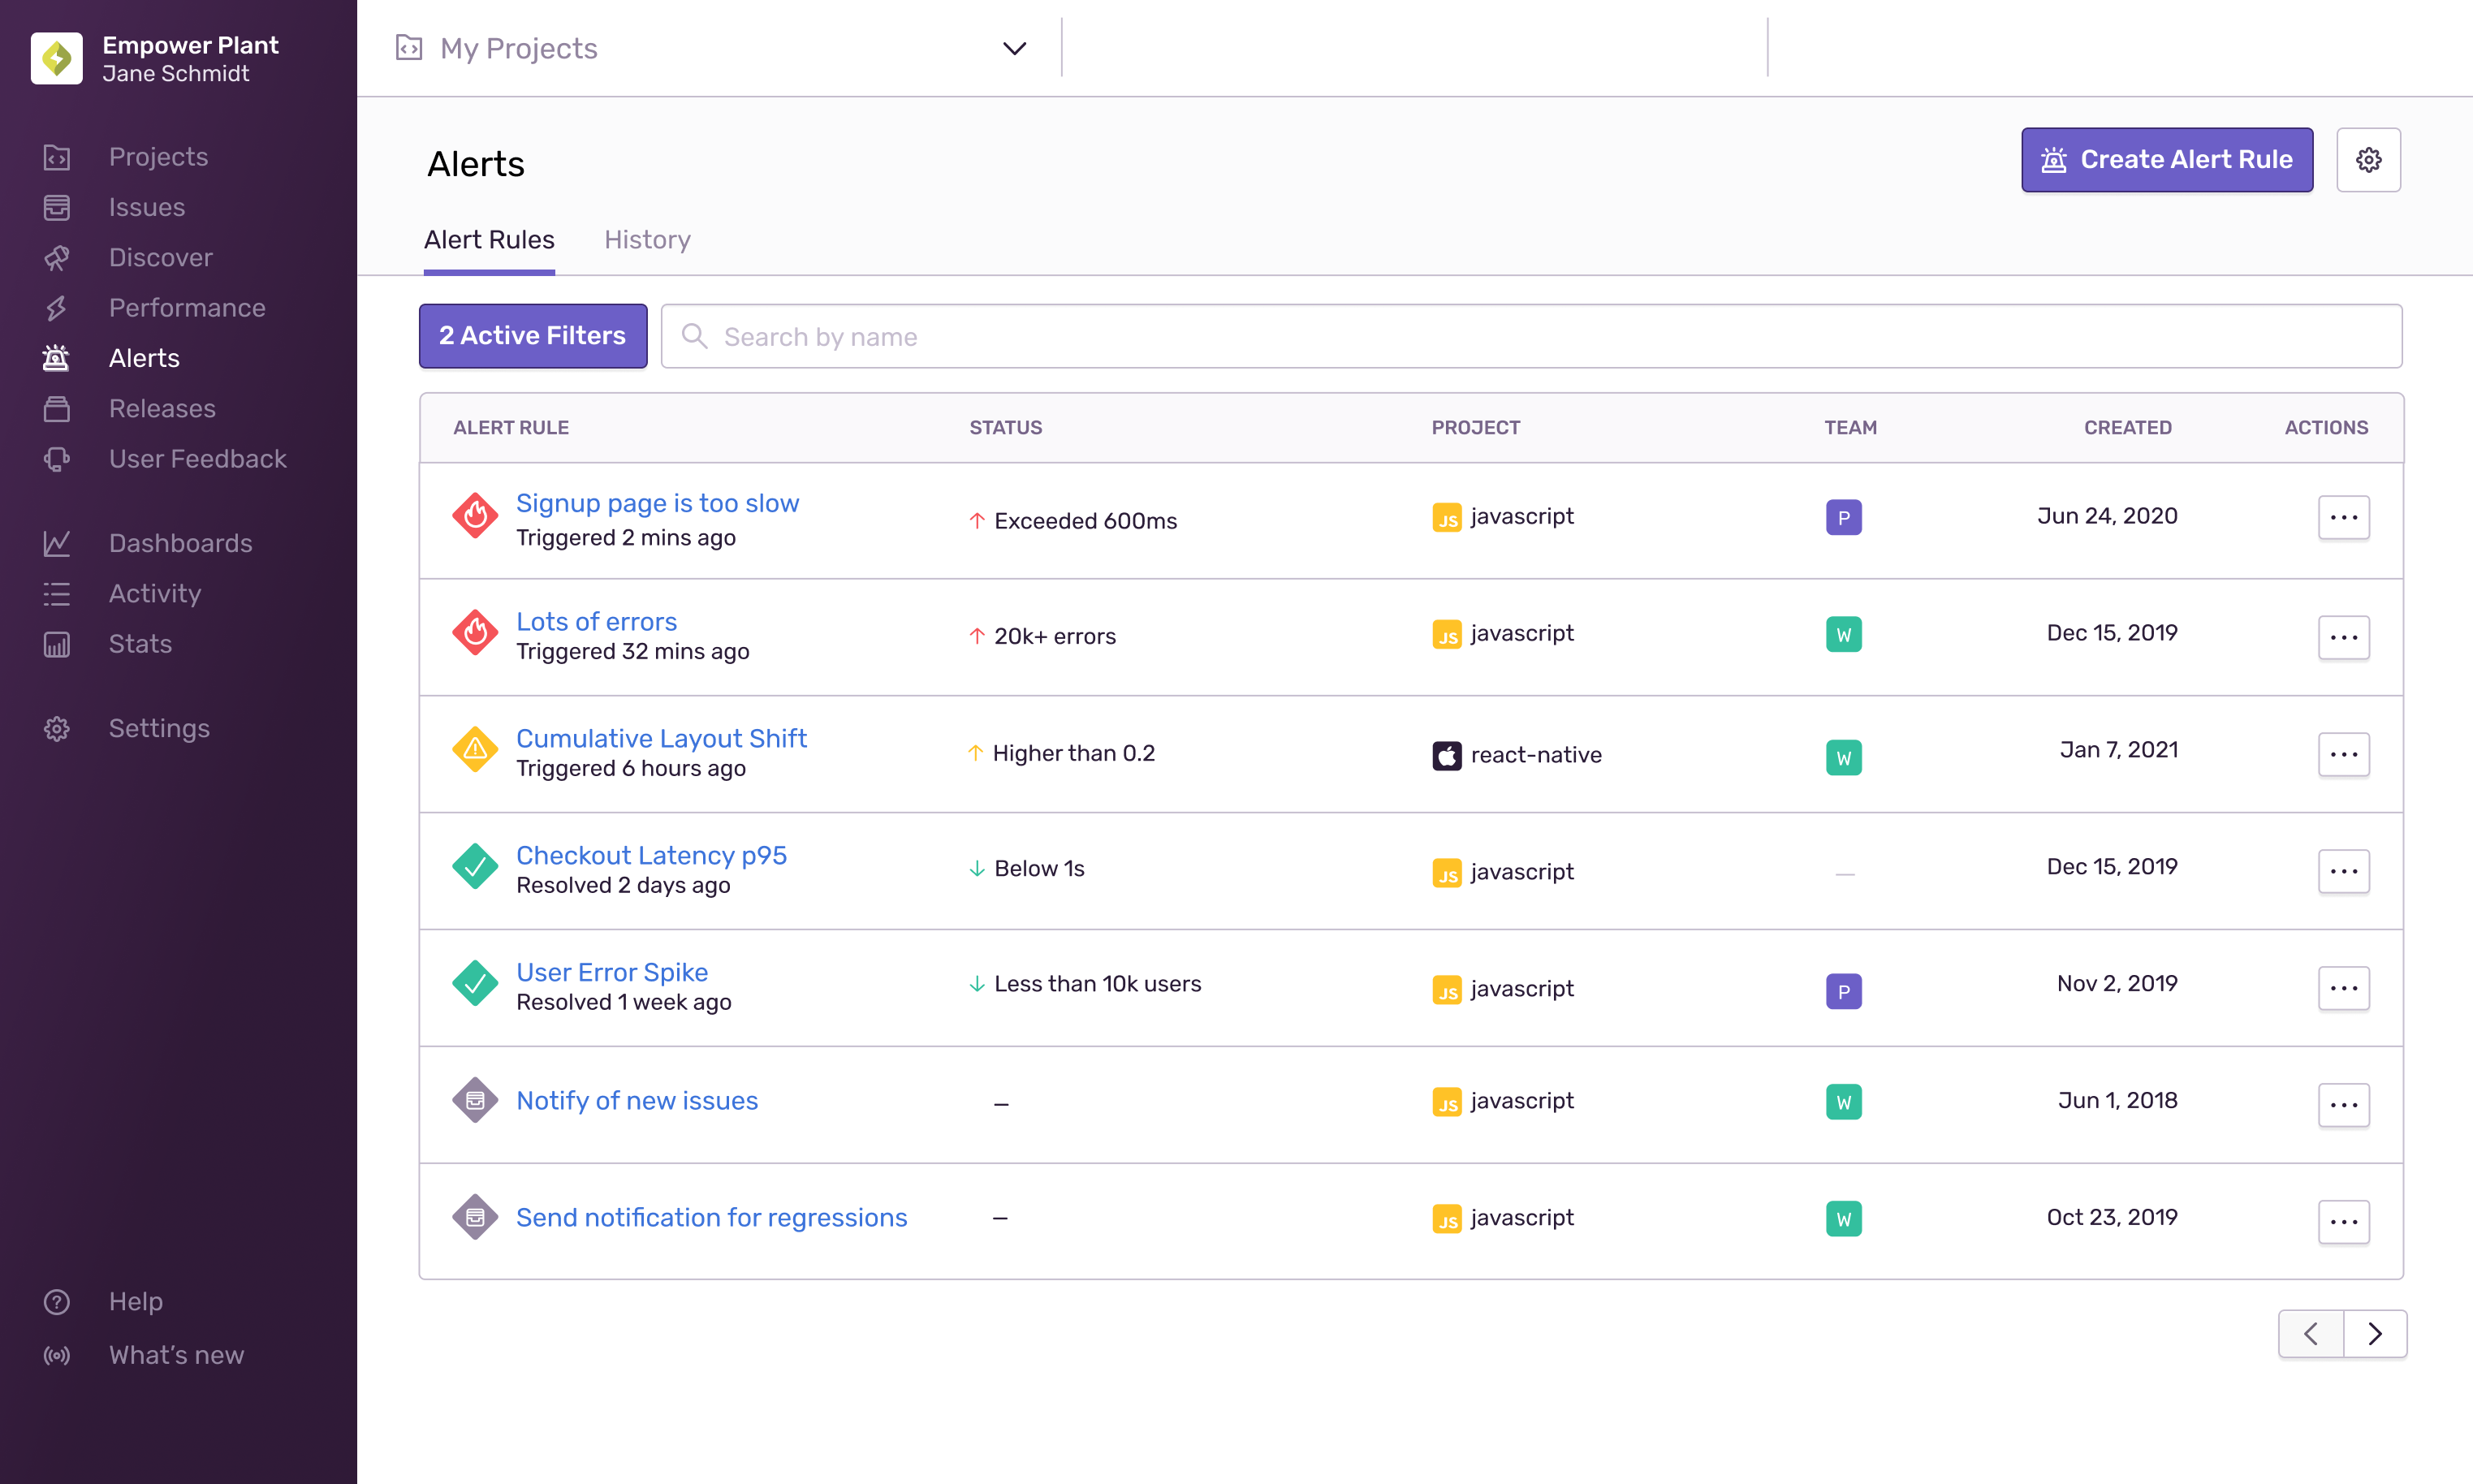 Empower Plant
Jane Schmidt
Projects
Issues
Discover
Performance
Alerts
Releases
User Feedback
Dashboards
Activity
Stats
Settings
Help
What's new
My Projects
Alerts
Create Alert Rule
Alert Rules History
2 Active Filters Search by name
ALERT RULE STATUS PROJECT TEAM CREATED ACTIONS
Signup page is too slow
Triggered 2 mins ago
↑ Exceeded 600ms JS javascript P Jun 24, 2020 ...
Lots of errors
Triggered 32 mins ago
↑ 20k+ errors JS javascript W Dec 15, 2019 ...
Cumulative Layout Shift
Triggered 6 hours ago
↑ Higher than 0.2 react-native W Jan 7, 2021 ...
Checkout Latency p95
Resolved 2 days ago
↓ Below 1s JS javascript — Dec 15, 2019 ...
User Error Spike
Resolved 1 week ago
↓ Less than 10k users JS javascript P Nov 2, 2019 ...
Notify of new issues – JS javascript W Jun 1, 2018 ...
Send notification for regressions – JS javascript W Oct 23, 2019 ...